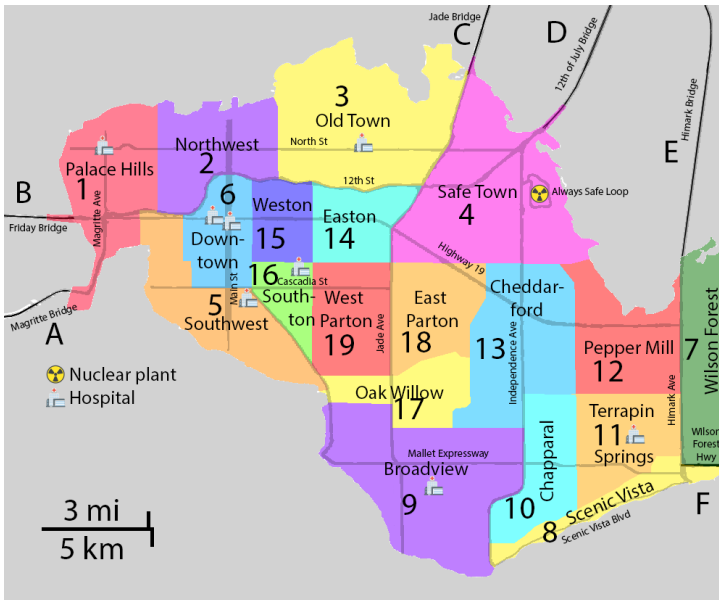 Jade Bridge
C
D
12th of July Bridge
3
Old Town
Himark Bridge
North St
Northwest
2
Palace Hills
1
E
12th St
6
Safe Town
4
Always Safe Loop
B
Magritte Ave
Weston
Easton
15
14
Friday Bridge
Down-
town
Highway 19
16
Cascadia St
Main St
South-
ton
5
Southwest
West
Parton
19
Jade Ave
East
Parton
18
Cheddar-
ford
13
Independence Ave
Magritte Bridge
A
Pepper Mill
12
7
Wilson Forest
Nuclear plant
Hospital
Oak Willow
17
Himark Ave
Terrapin
11
Springs
Wilson
Forest
Hwy
Mallet Expressway
Broadview
9
Chapparal
10
Scenic Vista
8
Scenic Vista Blvd
F
3 mi
5 km